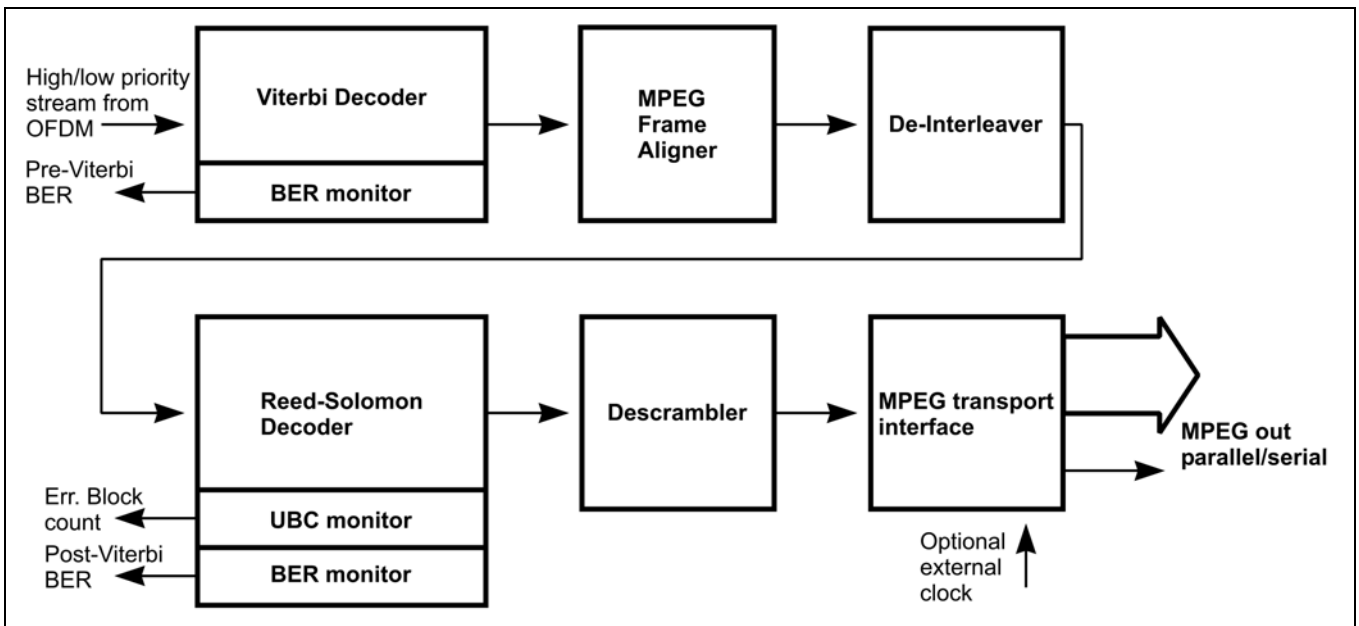 High/low priority
stream from
OFDM
Viterbi Decoder
MPEG
Frame
Aligner
De-Interleaver
Pre-Viterbi
BER
BER monitor
Reed-Solomon
Decoder
Descrambler
MPEG transport
interface
MPEG out
parallel/serial
Err. Block
count
UBC monitor
Post-Viterbi
BER
BER monitor
Optional
external
clock